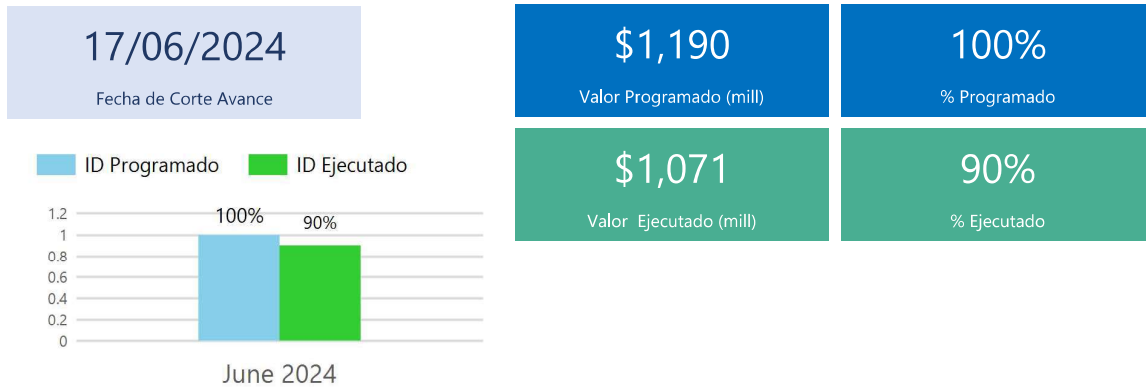 17/06/2024
Fecha de Corte Avance
$1,190
Valor Programado (mill)
100%
% Programado
$1,071
Valor  Ejecutado (mill)
90%
% Ejecutado
ID Programado
ID Ejecutado
1.2
1
0.8
0.6
0.4
0.2
0
100%
90%
June 2024